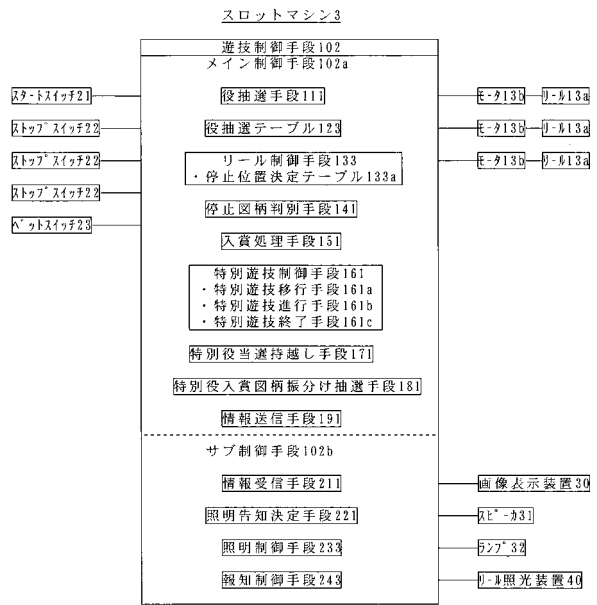 スロットマシン3
遊技制御手段102
メイン制御手段102a
スタートスイッチ21
役抽選手段111
モータ13b
リール13a
ストップスイッチ22
役抽選テーブル123
モータ13b
リール13a
ストップスイッチ22
リール制御手段133
・停止位置決定テーブル133a
モータ13b
リール13a
ストップスイッチ22
停止図柄判別手段141
ベットスイッチ23
入賞処理手段151
特別遊技制御手段161
・特別遊技移行手段161a
・特別遊技進行手段161b
・特別遊技終了手段161c
特別役当選持越し手段171
特別役入賞図柄振分け抽選手段181
情報送信手段191
サブ制御手段102b
情報受信手段211
画像表示装置30
照明告知決定手段221
スピーカ31
照明制御手段233
ランプ32
報知制御手段243
リール照光装置40